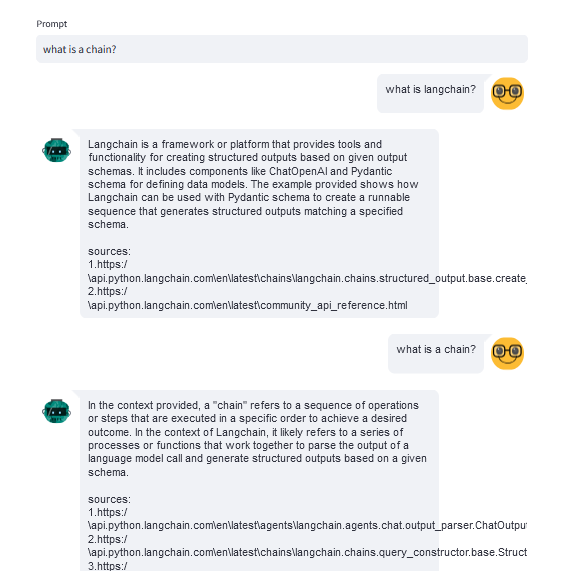 Prompt
what is a chain?
what is langchain?
Langchain is a framework or platform that provides tools and
functionality for creating structured outputs based on given output
schemas. It includes components like ChatOpenAI and Pydantic
schema for defining data models. The example provided shows how
Langchain can be used with Pydantic schema to create a runnable
sequence that generates structured outputs matching a specified
schema.
sources:
1.https:/
\api.python.langchain.com\en\latest\chains\langchain.chains.structured_output.base.create_
2.https:/
\api.python.langchain.com\en\latest\community_api_reference.html
what is a chain?
In the context provided, a "chain" refers to a sequence of operations
or steps that are executed in a specific order to achieve a desired
outcome. In the context of Langchain, it likely refers to a series of
processes or functions that work together to parse the output of a
language model call and generate structured outputs based on a given
schema.
sources:
1.https:/
\api.python.langchain.com\en\latest\agents\langchain.agents.chat.output_parser.ChatOutput
2.https:/
\api.python.langchain.com\en\latest\chains\langchain.chains.query_constructor.base.Struct
3.https:/